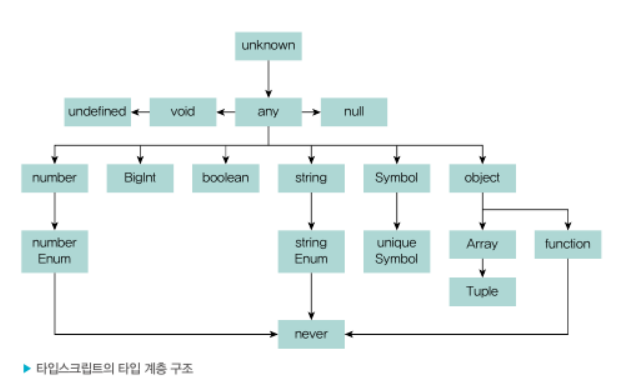 unknown
undefined
void
any
null
number
BigInt
boolean
string
Symbol
object
number
Enum
string
Enum
unique
Symbol
Array
function
Tuple
never
▶ 타입스크립트의 타입 계층 구조